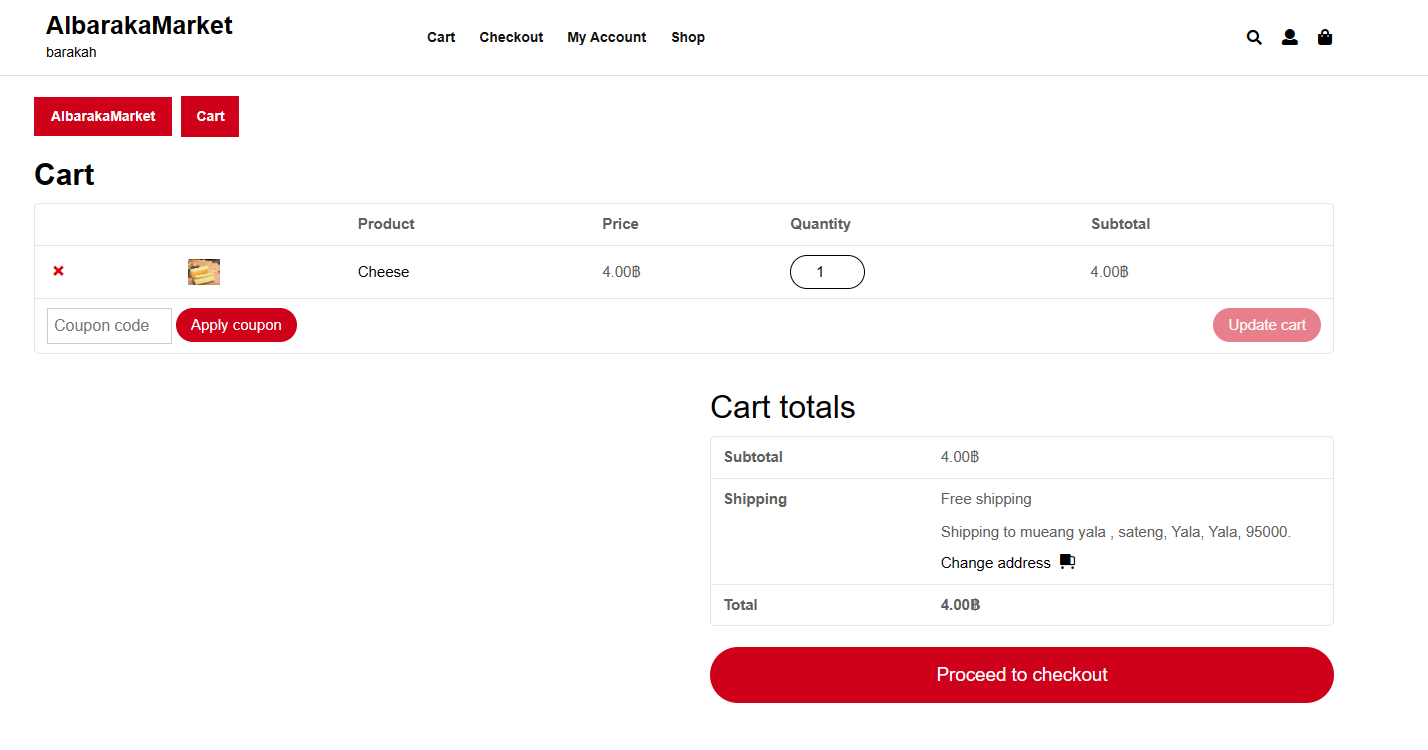 AlbarakaMarket
barakah
Cart Checkout My Account Shop
AlbarakaMarket Cart
Cart
Product Price Quantity Subtotal
Cheese 4.00฿ 1 4.00฿
Coupon code Apply coupon Update cart
Cart totals
Subtotal 4.00฿
Shipping Free shipping
Shipping to mueang yala , sateng, Yala, Yala, 95000.
Change address
Total 4.00฿
Proceed to checkout